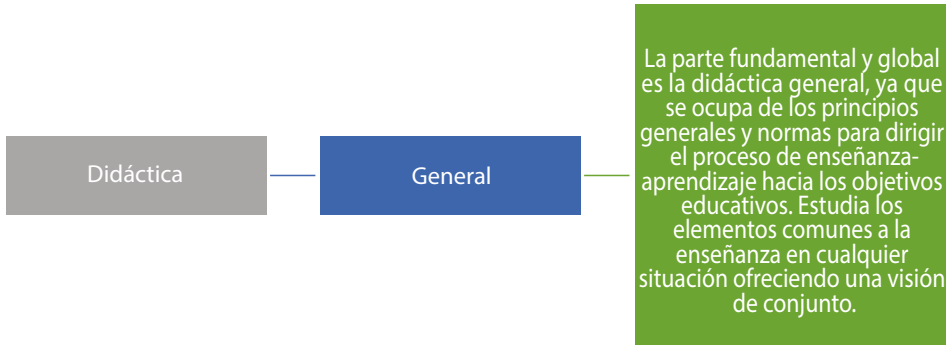 Didáctica
General
La parte fundamental y global
es la didáctica general, ya que
se ocupa de los principios
generales y normas para dirigir
el proceso de enseñanza-
aprendizaje hacia los objetivos
educativos. Estudia los
elementos comunes a la
enseñanza en cualquier
situación ofreciendo una visión
de conjunto.